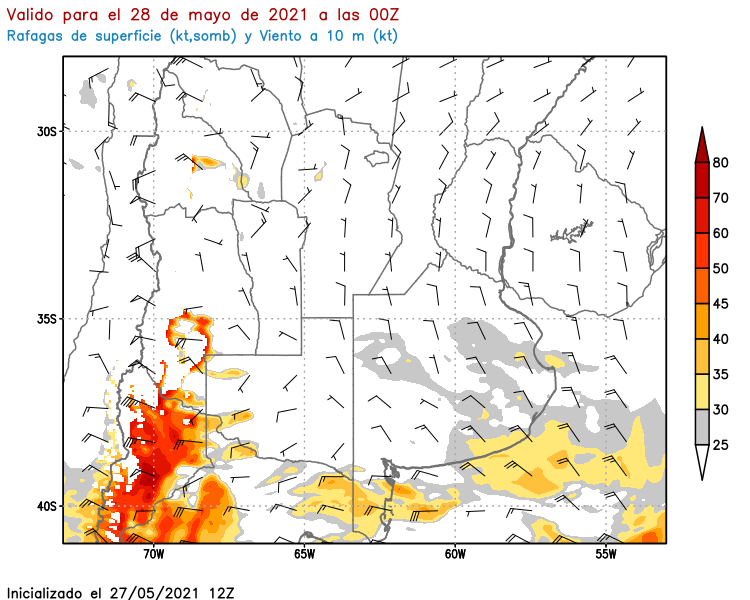 Valido para el 28 de mayo de 2021 a las 00Z
Rafagas de superficie (kt,somb) y Viento a 10 m (kt)
30S
35S
40S
70W 65W 60W 55W
80
70
60
50
45
40
35
30
25
Inicializado el 27/05/2021 12Z